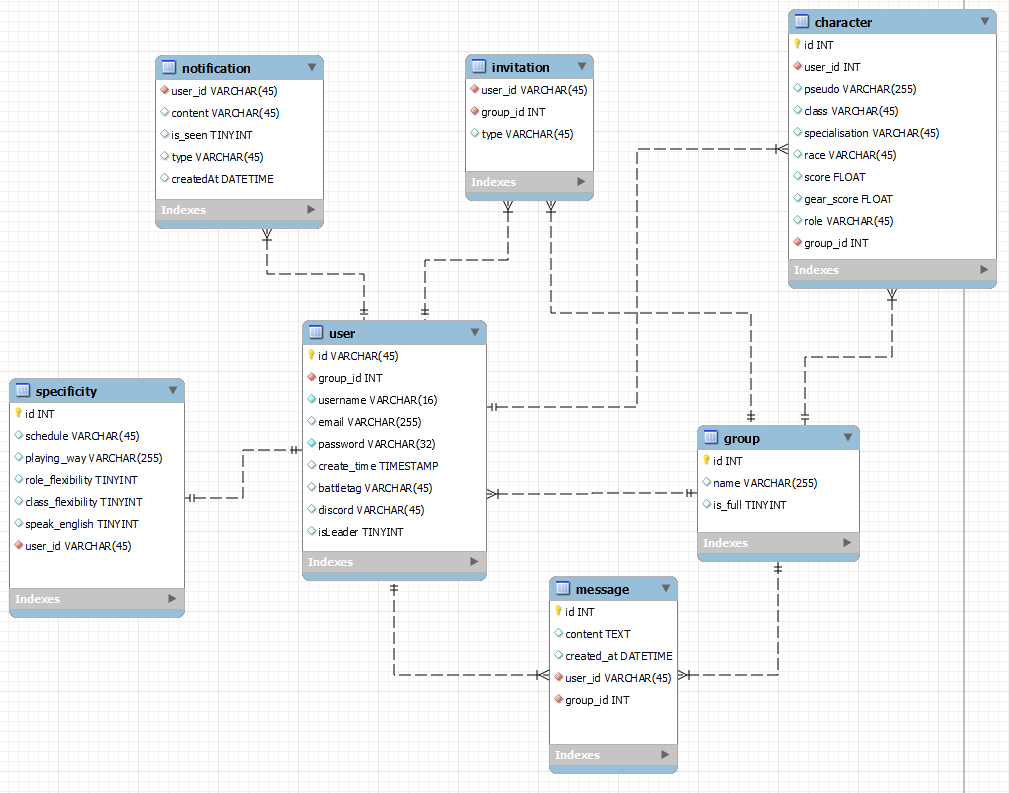 notification
user_id VARCHAR(45)
content VARCHAR(45)
is_seen TINYINT
type VARCHAR(45)
createdAt DATETIME
Indexes
invitation
user_id VARCHAR(45)
group_id INT
type VARCHAR(45)
Indexes
character
id INT
user_id INT
pseudo VARCHAR(255)
class VARCHAR(45)
specialisation VARCHAR(45)
race VARCHAR(45)
score FLOAT
gear_score FLOAT
role VARCHAR(45)
group_id INT
Indexes
specificity
id INT
schedule VARCHAR(45)
playing_way VARCHAR(255)
role_flexibility TINYINT
class_flexibility TINYINT
speak_english TINYINT
user_id VARCHAR(45)
Indexes
user
id VARCHAR(45)
group_id INT
username VARCHAR(16)
email VARCHAR(255)
password VARCHAR(32)
create_time TIMESTAMP
battletag VARCHAR(45)
discord VARCHAR(45)
isLeader TINYINT
Indexes
group
id INT
name VARCHAR(255)
is_full TINYINT
Indexes
message
id INT
content TEXT
created_at DATETIME
user_id VARCHAR(45)
group_id INT
Indexes